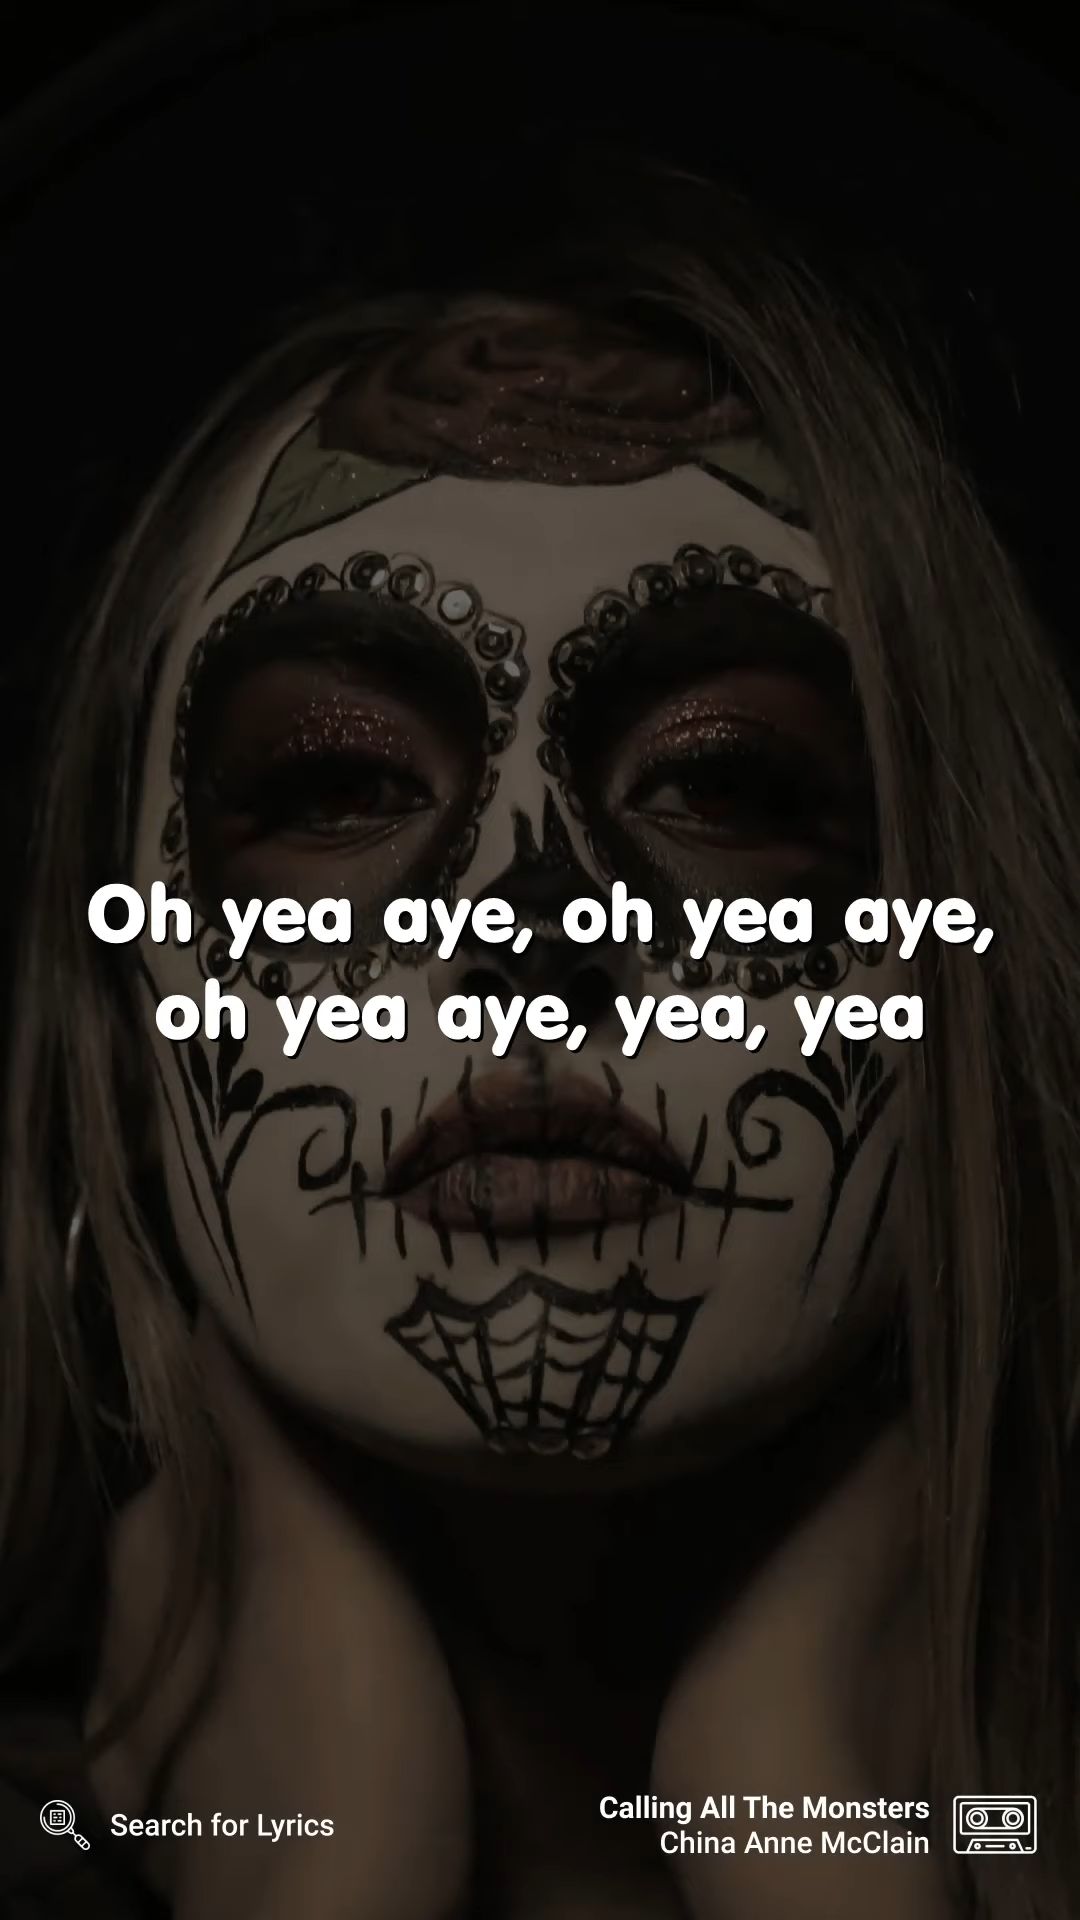 Oh yea aye, oh yea aye,
oh yea aye, yea, yea
Search for Lyrics
Calling All The Monsters
China Anne McClain